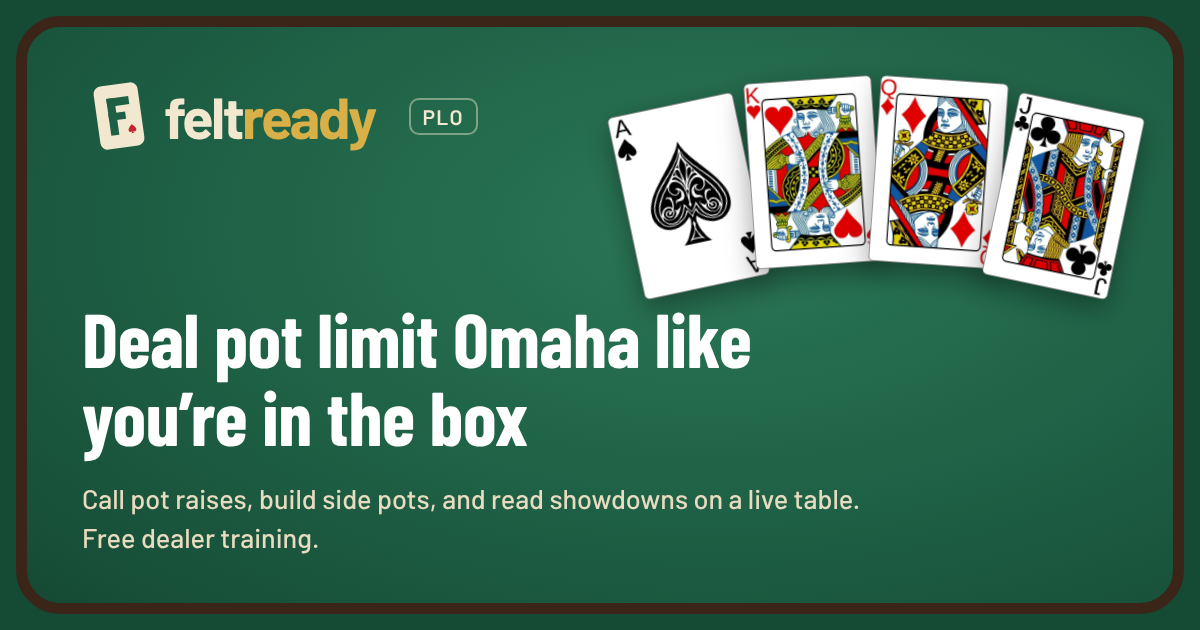 F
feltready
PLO
A
A
K
Q
Q
J
J
Deal pot limit Omaha like
you’re in the box
Call pot raises, build side pots, and read showdowns on a live table.
Free dealer training.